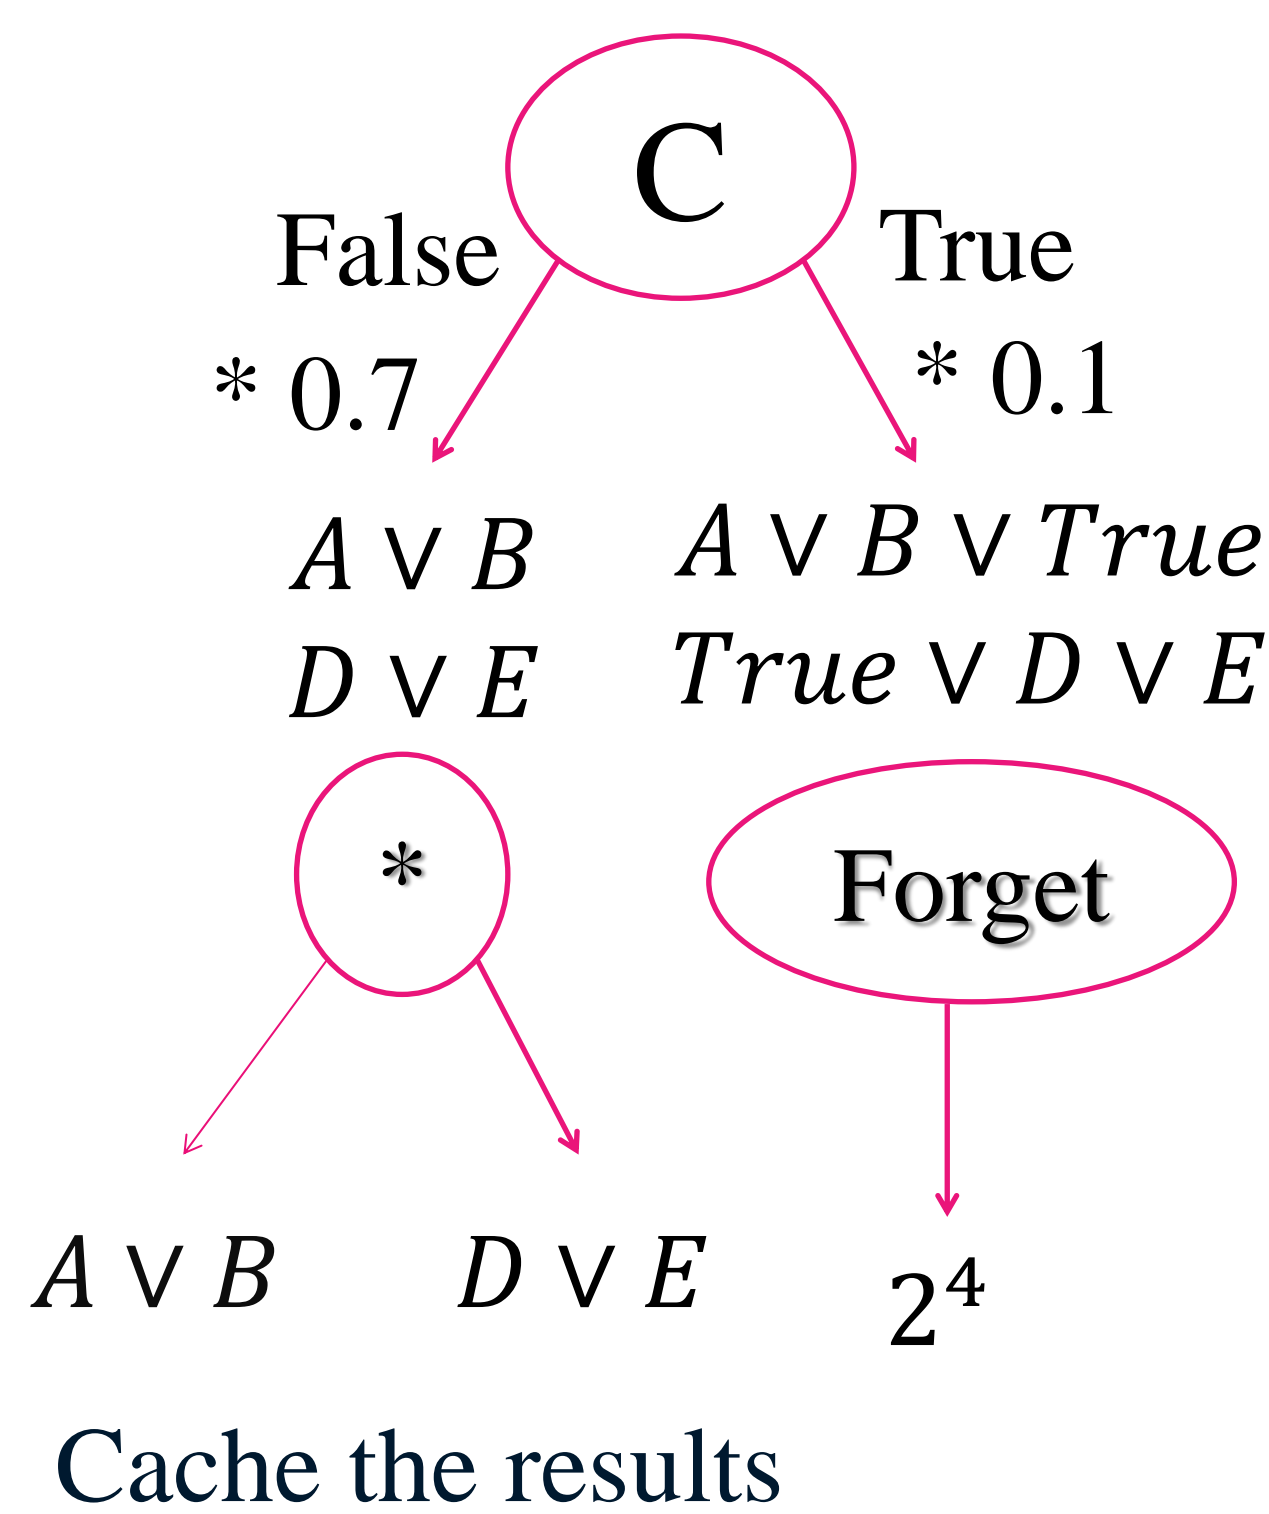 C
False True
* 0.7 * 0.1
A ∨ B A ∨ B ∨ True
D ∨ E True ∨ D ∨ E
* Forget
A ∨ B D ∨ E 2⁴
Cache the results